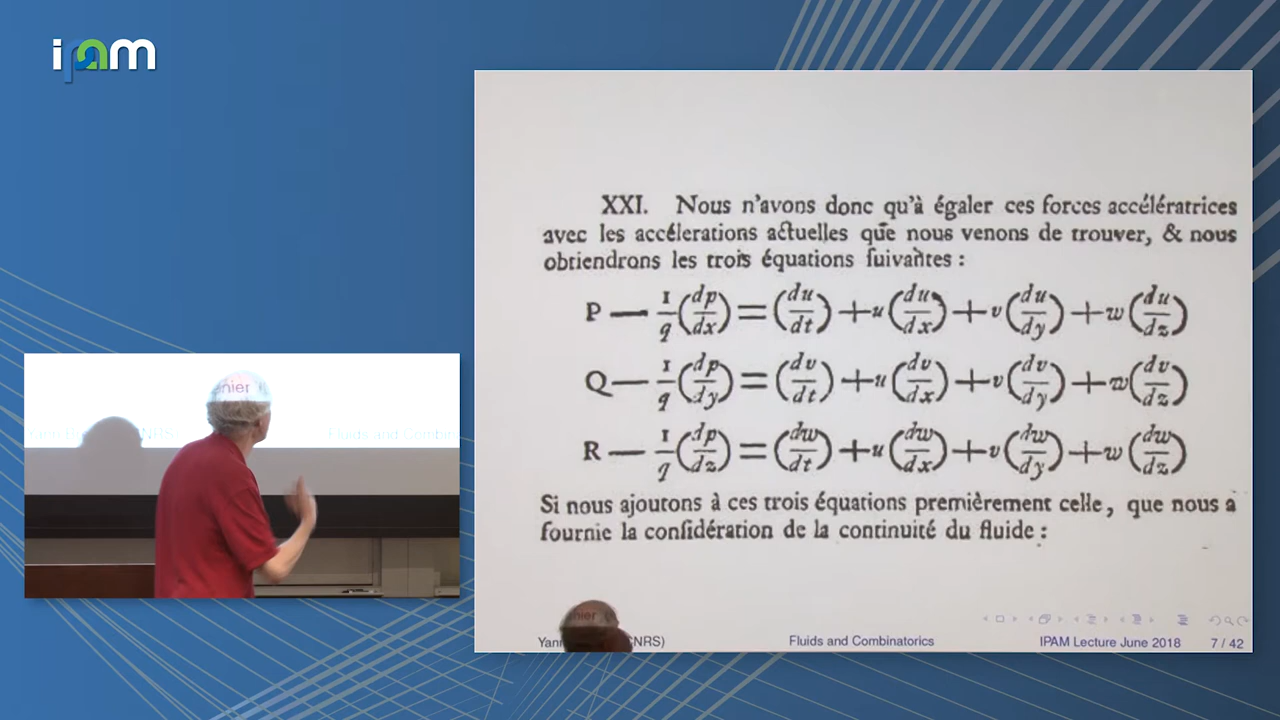 ipam
XXI. Nous n'avons donc qu'à égaler ces forces accélératrices
avec les accélerations actuelles que nous venons de trouver, & nous
obtiendrons les trois équations suivantes :
P — 1/q (dp/dx) = (du/dt) + u (du/dx) + v (du/dy) + w (du/dz)
Q — 1/q (dp/dy) = (dv/dt) + u (dv/dx) + v (dv/dy) + w (dv/dz)
R — 1/q (dp/dz) = (dw/dt) + u (dw/dx) + v (dw/dy) + w (dw/dz)
Si nous ajoutons à ces trois équations premièrement celle, que nous a
fournie la considération de la continuité du fluide :
Fluids and Combinatorics
IPAM Lecture June 2018 7 / 42